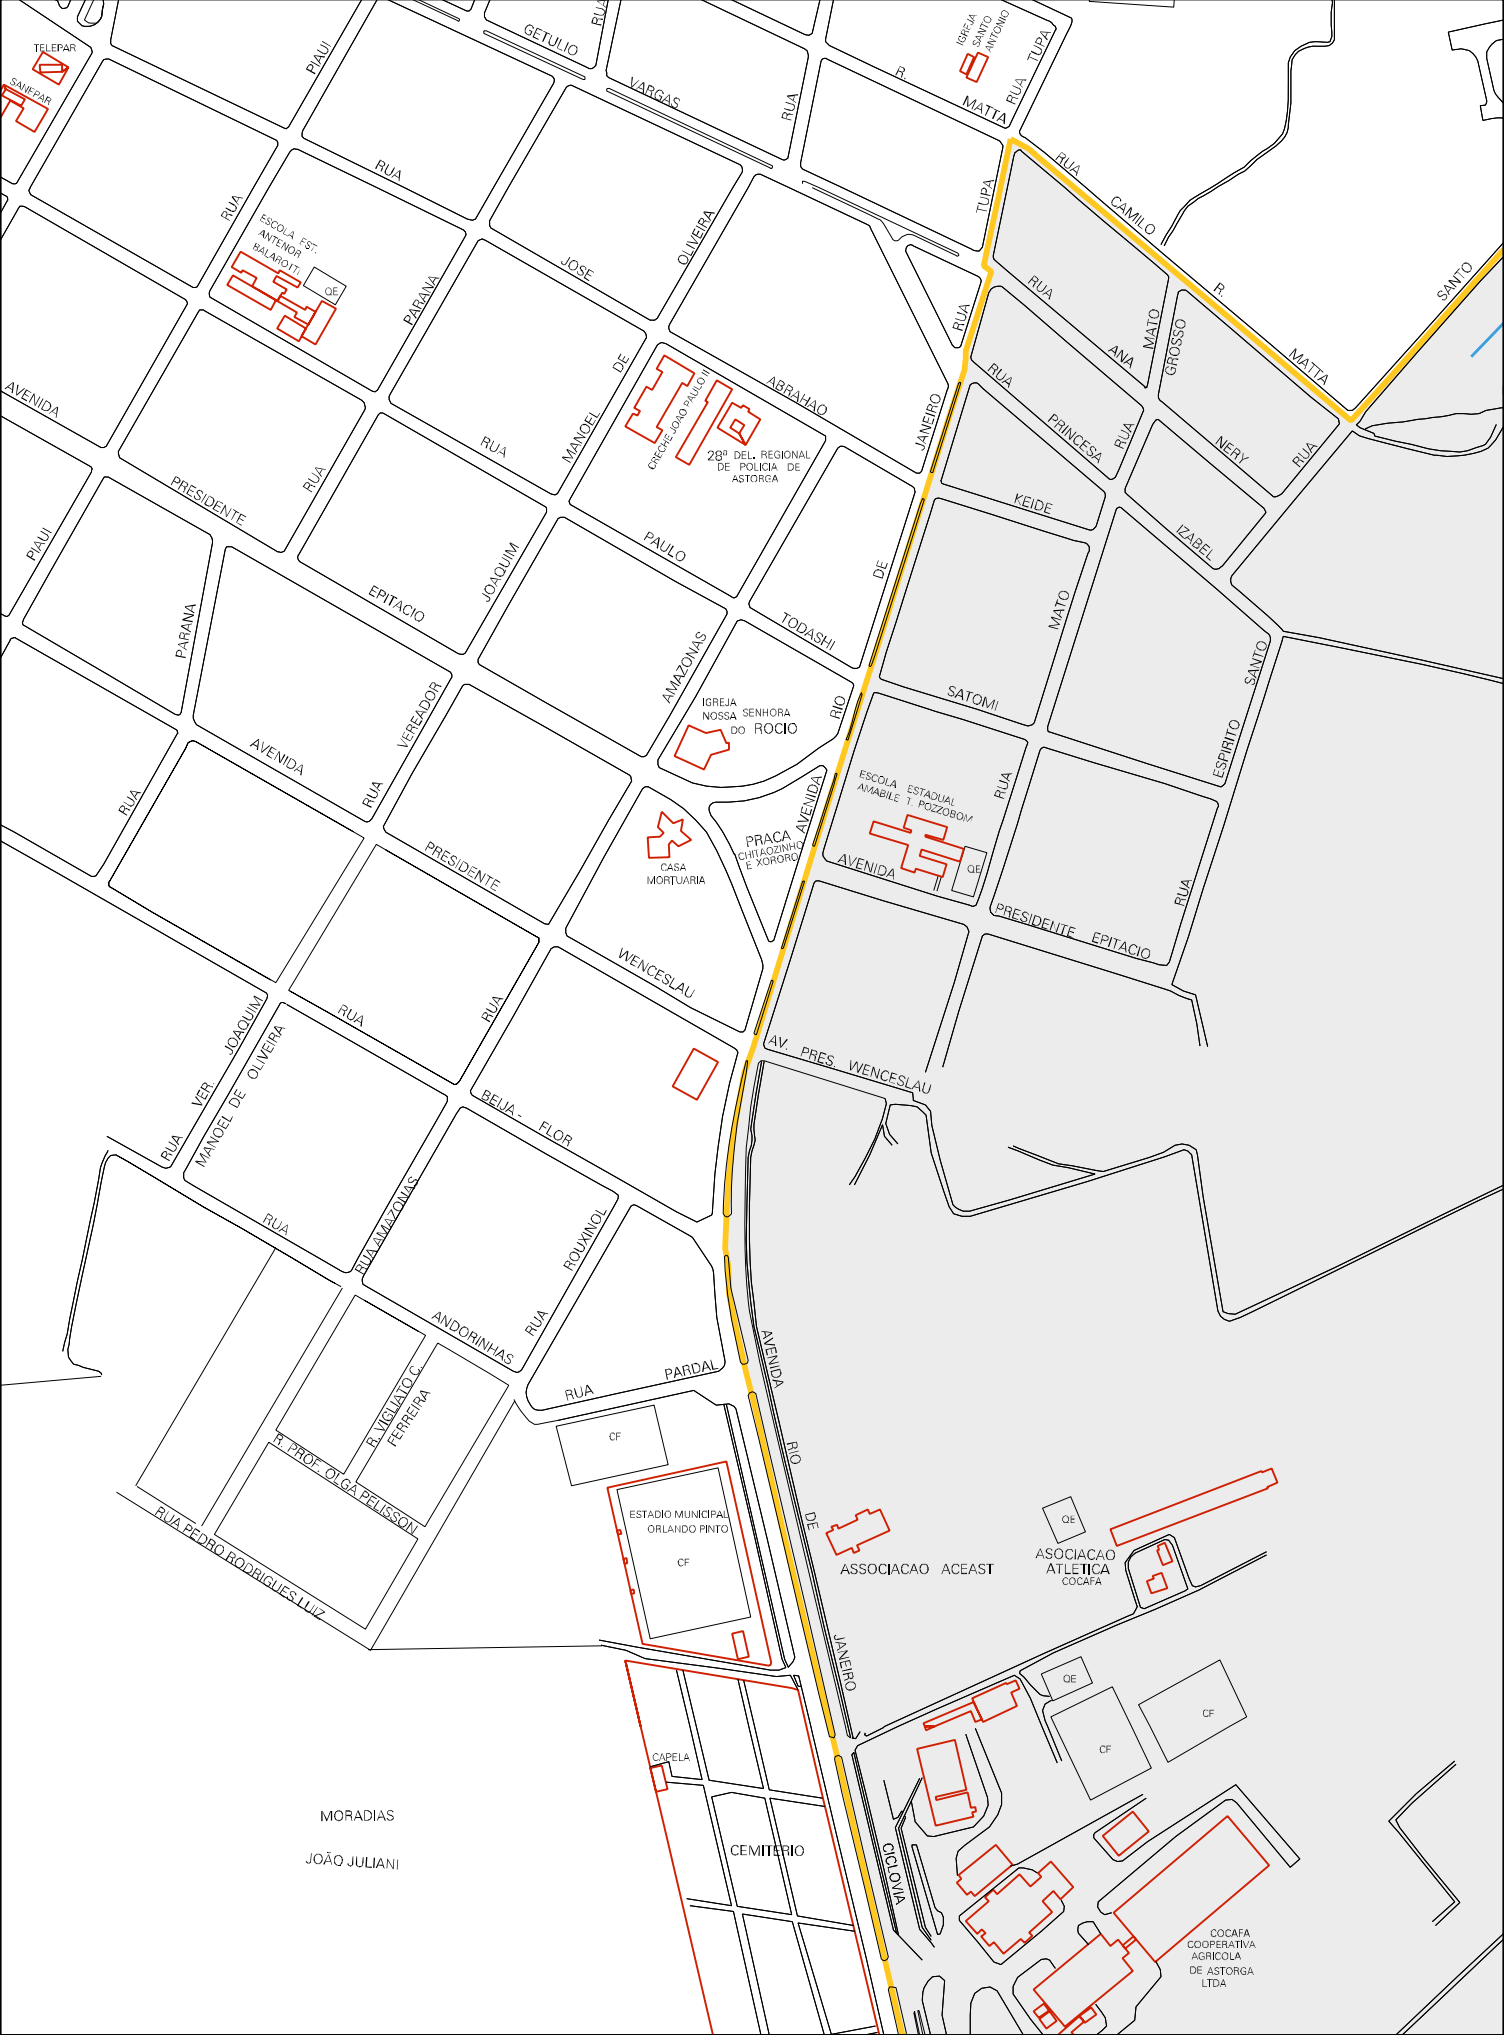 TELEPAR
SANEPAR
PIAUI
GETULIO
RUA
VARGAS
RUA
R.
MATTA
IGREJA
SANTO
ANTONIO
RUA TUPA
RUA
CAMILO
R.
MATTA
SANTO
RUA
RUA
ESCOLA EST.
ANTENOR
BALAROTTI
QE
PARANA
JOSE
OLIVEIRA
TUPA
RUA
RUA
ANA
MATO
GROSSO
NERY
RUA
AVENIDA
PRESIDENTE
RUA
RUA
MANOEL
DE
CRECHE JOAO PAULO II
ABRAHAO
28ª DEL. REGIONAL
DE POLICIA DE
ASTORGA
JANEIRO
RUA
PRINCESA
RUA
KEIDE
IZABEL
PIAUI
PARANA
EPITACIO
JOAQUIM
PAULO
TODASHI
DE
MATO
SATOMI
SANTO
ESPIRITO
AMAZONAS
IGREJA
NOSSA SENHORA
DO ROCIO
RIO
AVENIDA
VEREADOR
RUA
RUA
AVENIDA
PRESIDENTE
CASA
MORTUARIA
PRACA
CHITAOZINHO
E XORORO
AVENIDA
ESCOLA ESTADUAL
AMABILE T. POZZOBOM
QE
RUA
AVENIDA
PRESIDENTE EPITACIO
RUA
WENCESLAU
AV. PRES. WENCESLAU
RUA
RUA
JOAQUIM
VER.
RUA
MANOEL DE OLIVEIRA
BEIJA- FLOR
RUA
RUA AMAZONAS
ROUXINOL
RUA
ANDORINHAS
RUA PARDAL
R. VIGLIATO C.
FERREIRA
R. PROF. OLGA PELISSON
RUA PEDRO RODRIGUES LUIZ
AVENIDA
RIO
DE
JANEIRO
CF
ESTADIO MUNICIPAL
ORLANDO PINTO
CF
ASSOCIACAO ACEAST
QE
ASOCIACAO
ATLETICA
COCAFA
QE
CF
CF
CAPELA
CEMITERIO
CICLOVIA
MORADIAS
JOÃO JULIANI
COCAFA
COOPERATIVA
AGRICOLA
DE ASTORGA
LTDA